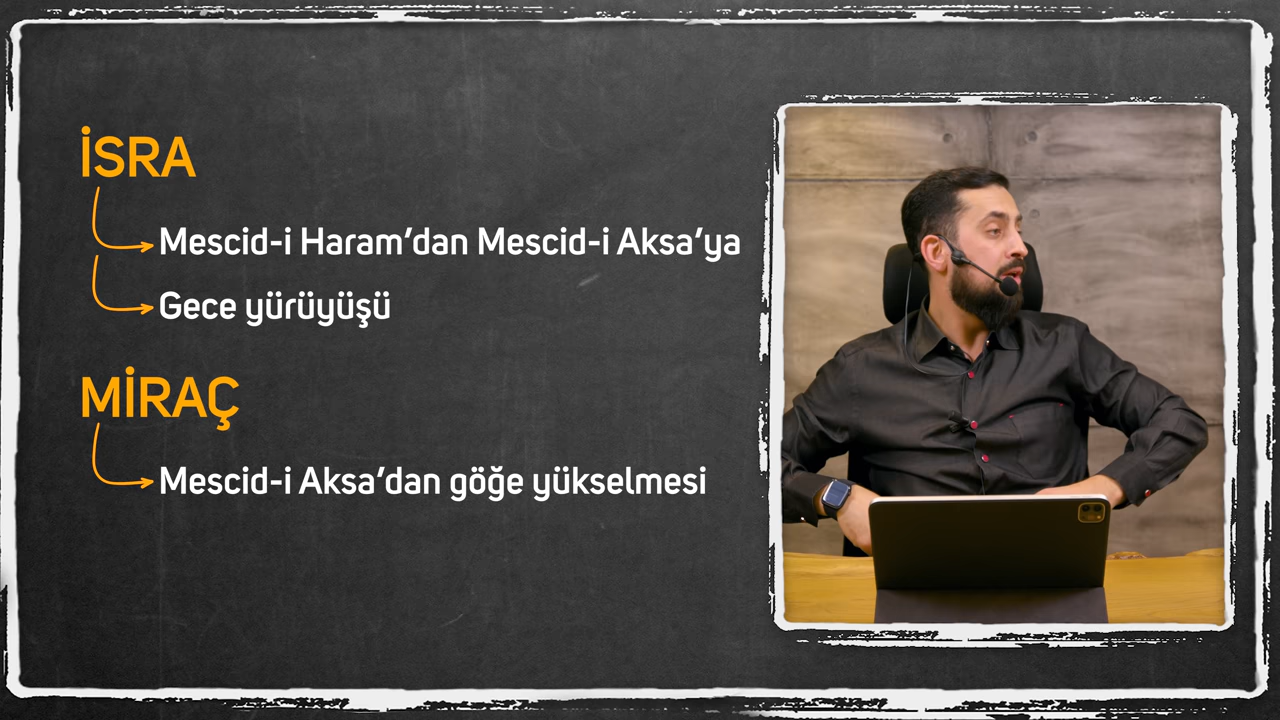 İSRA
Mescid-i Haram’dan Mescid-i Aksa’ya
Gece yürüyüşü
MİRAÇ
Mescid-i Aksa’dan göğe yükselmesi